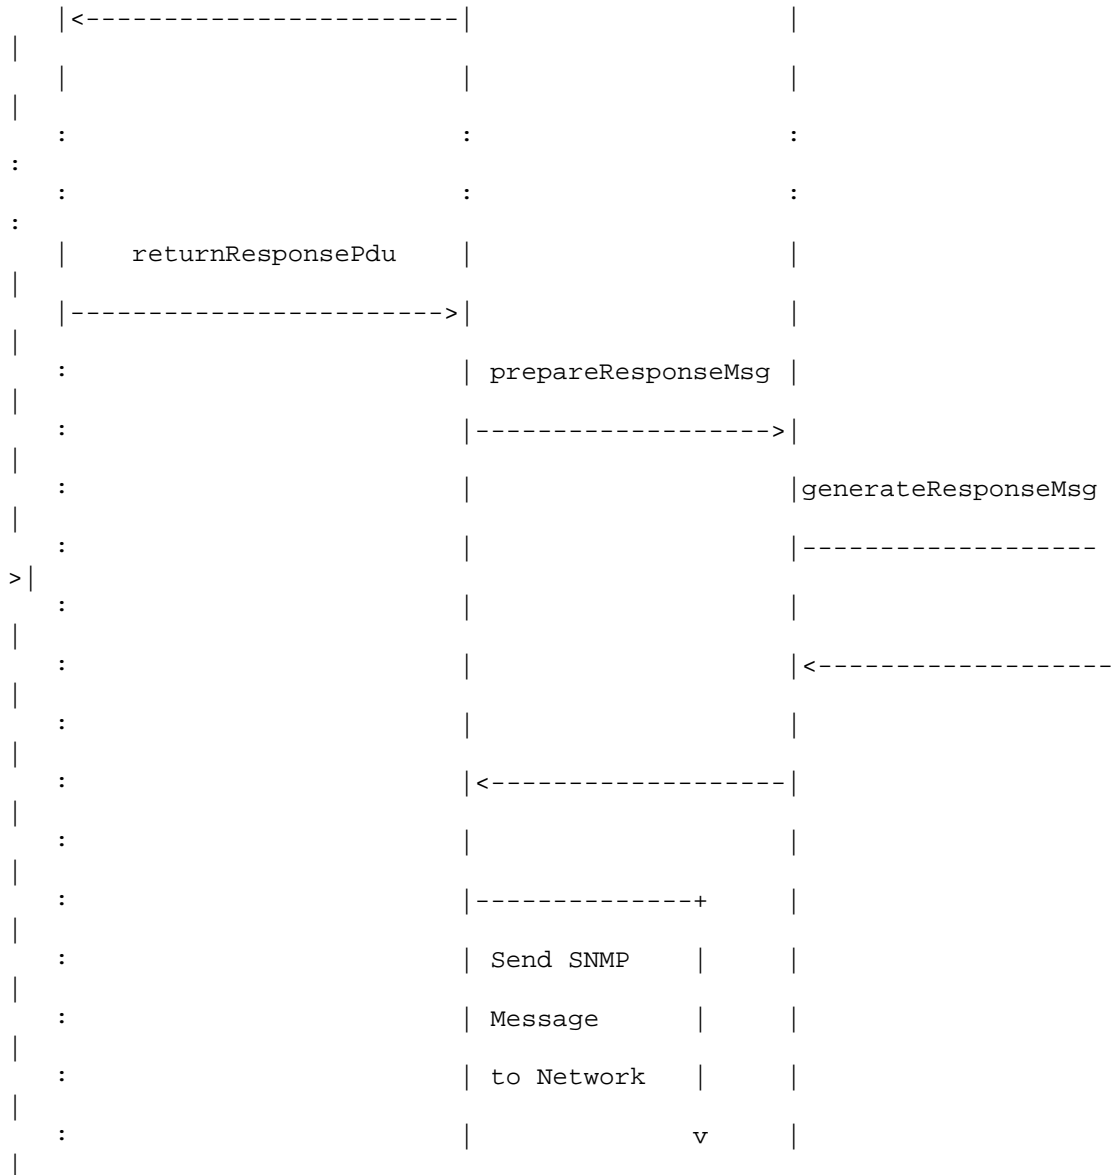 |<------------------------|                    |
|
|                         |                    |
|
:                         :                    :
:
:                         :                    :
:
|    returnResponsePdu    |                    |
|
|------------------------>|                    |
|
:                         | prepareResponseMsg |
|
:                         |------------------->|
|
:                         |                    |generateResponseMsg
|
:                         |                    |-------------------
>|
:                         |                    |
|
:                         |                    |<-------------------
|
:                         |                    |
|
:                         |<-------------------|
|
:                         |                    |
|
:                         |--------------+     |
|
:                         | Send SNMP    |     |
|
:                         | Message      |     |
|
:                         | to Network   |     |
|
:                         |              v     |
|